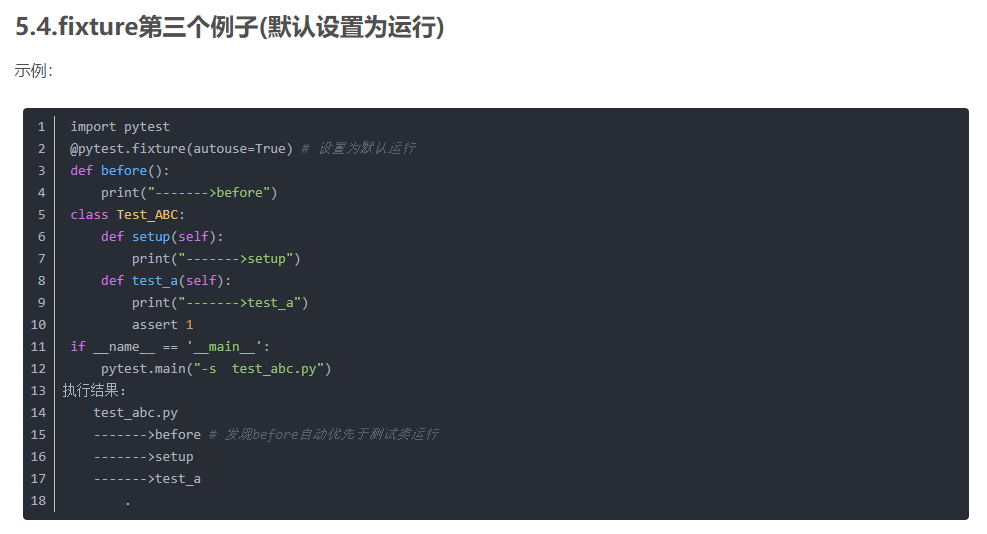 5.4.fixture第三个例子(默认设置为运行)
示例：
1 import pytest
2 @pytest.fixture(autouse=True) # 设置为默认运行
3 def before():
4     print("------->before")
5 class Test_ABC:
6     def setup(self):
7         print("------->setup")
8     def test_a(self):
9         print("------->test_a")
10         assert 1
11 if __name__ == '__main__':
12     pytest.main("-s  test_abc.py")
13 执行结果：
14     test_abc.py
15     ------->before # 发现before自动优先于测试类运行
16     ------->setup
17     ------->test_a
18         .